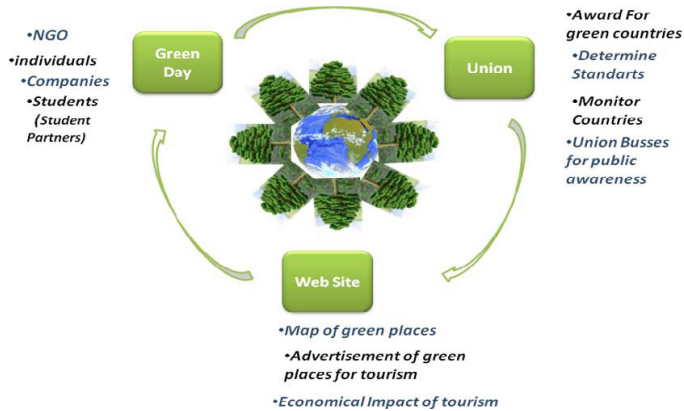 •NGO
•individuals
•Companies
•Students
(Student
Partners)
Green
Day
Union
•Award For
green countries
•Determine
Standarts
•Monitor
Countries
•Union Busses
for public
awareness
Web Site
•Map of green places
•Advertisement of green
places for tourism
•Economical Impact of tourism